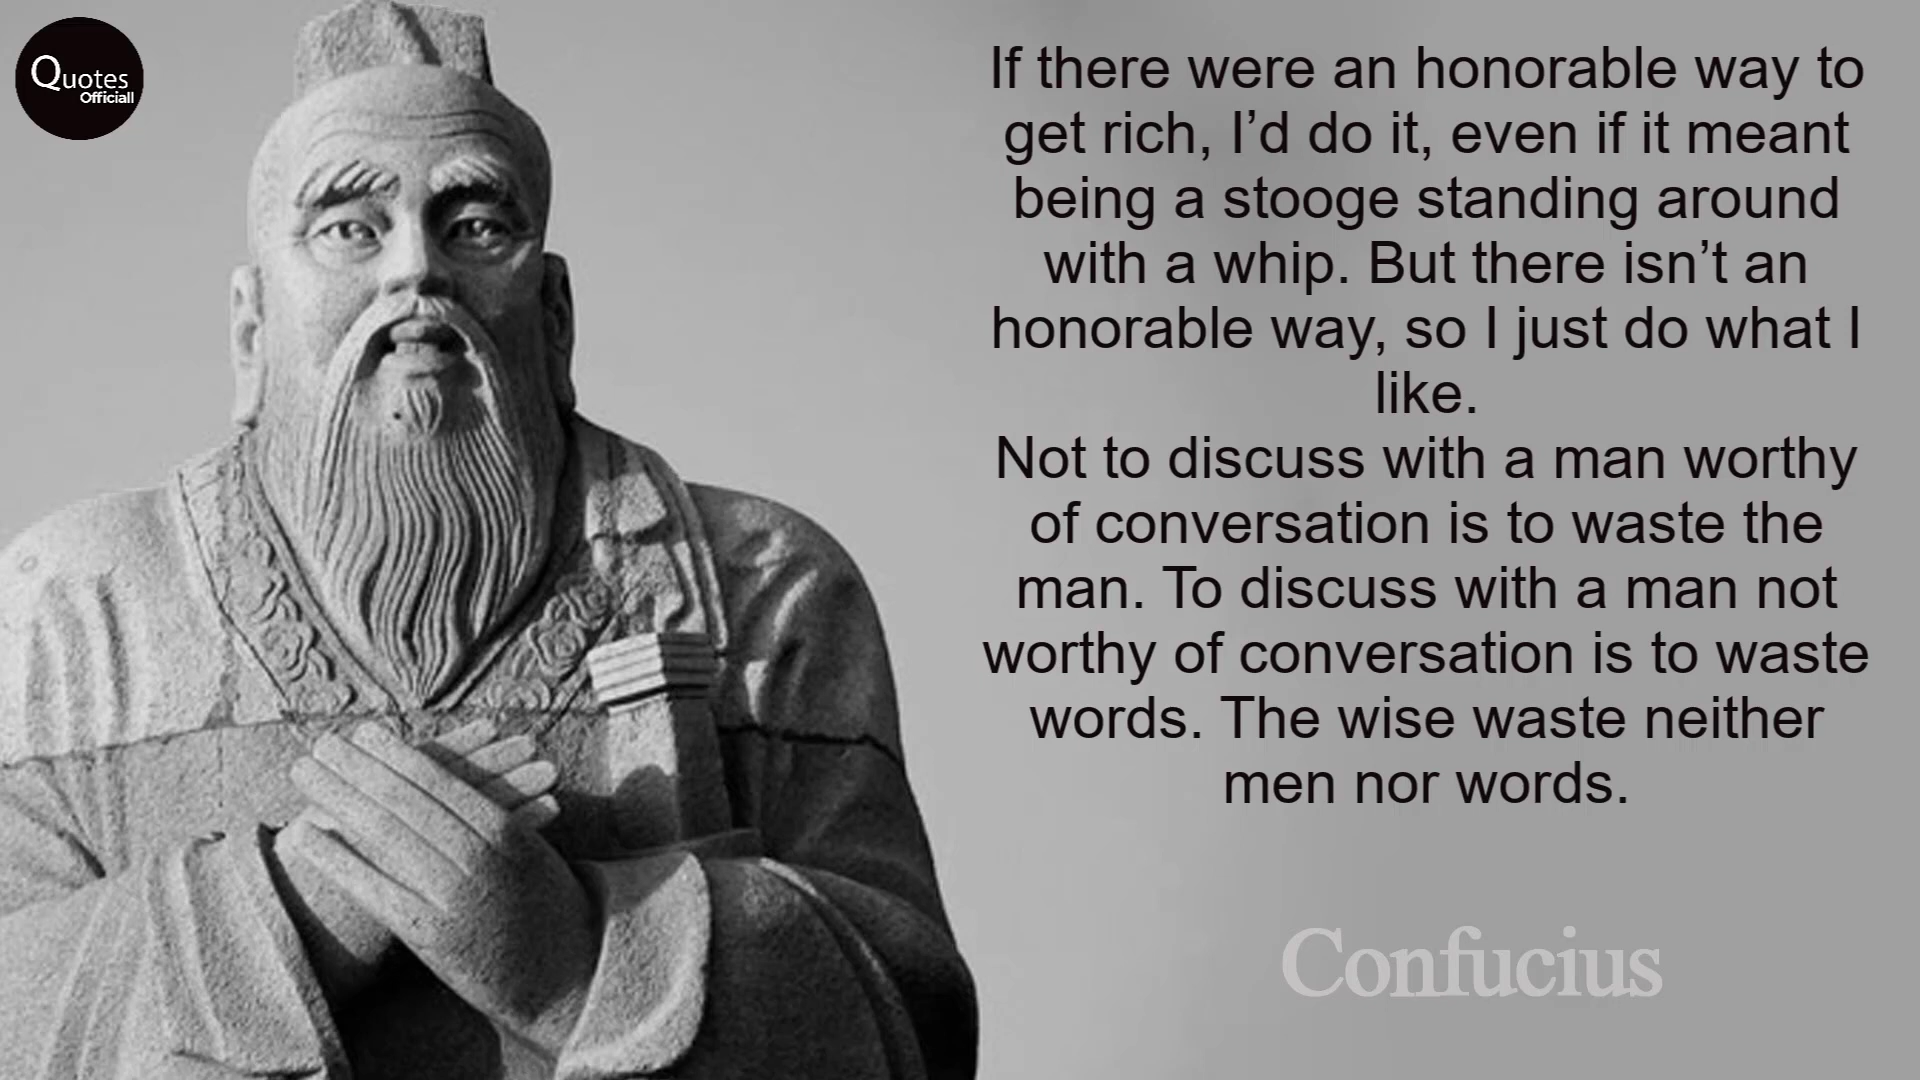 Quotes
Officiall
If there were an honorable way to
get rich, I’d do it, even if it meant
being a stooge standing around
with a whip. But there isn’t an
honorable way, so I just do what I
like.
Not to discuss with a man worthy
of conversation is to waste the
man. To discuss with a man not
worthy of conversation is to waste
words. The wise waste neither
men nor words.
Confucius